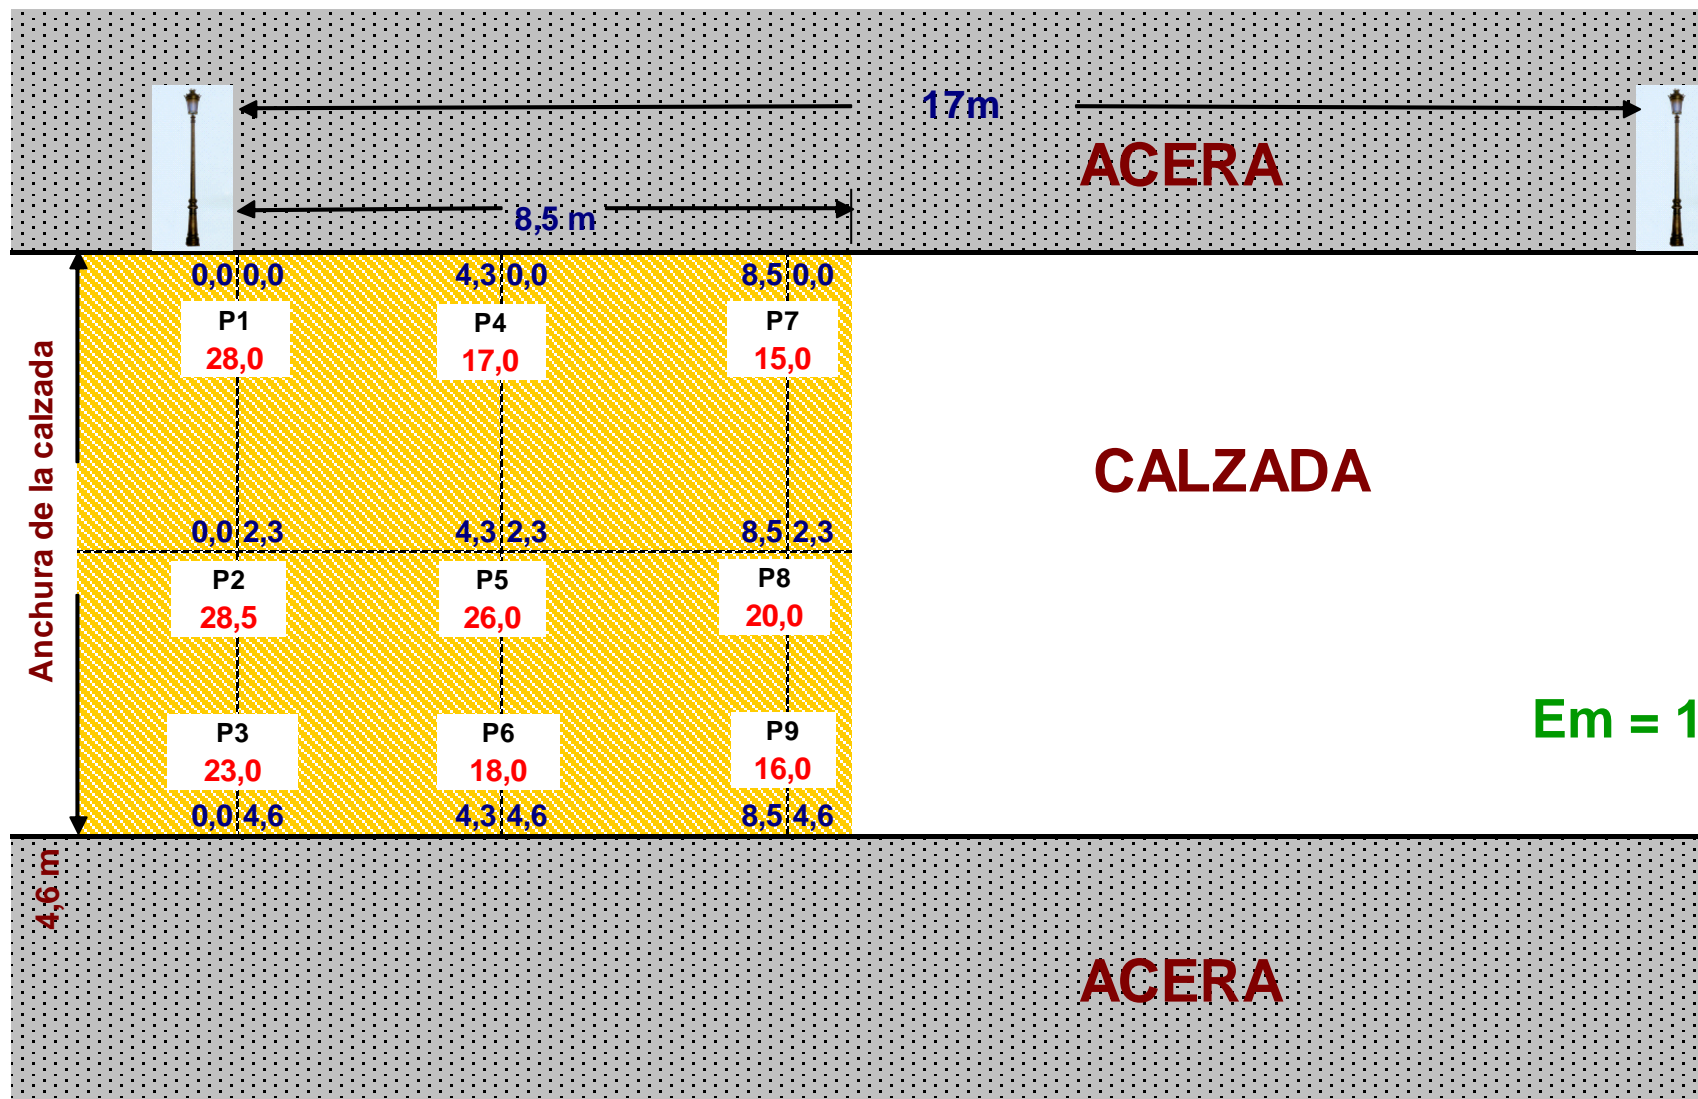 17m
ACERA
8,5 m
0,0 0,0 4,3 0,0 8,5 0,0
P1 P4 P7
28,0 17,0 15,0
Anchura de la calzada
CALZADA
0,0 2,3 4,3 2,3 8,5 2,3
P2 P5 P8
28,5 26,0 20,0
Em = 1
P3 P6 P9
23,0 18,0 16,0
0,0 4,6 4,3 4,6 8,5 4,6
4,6 m
ACERA